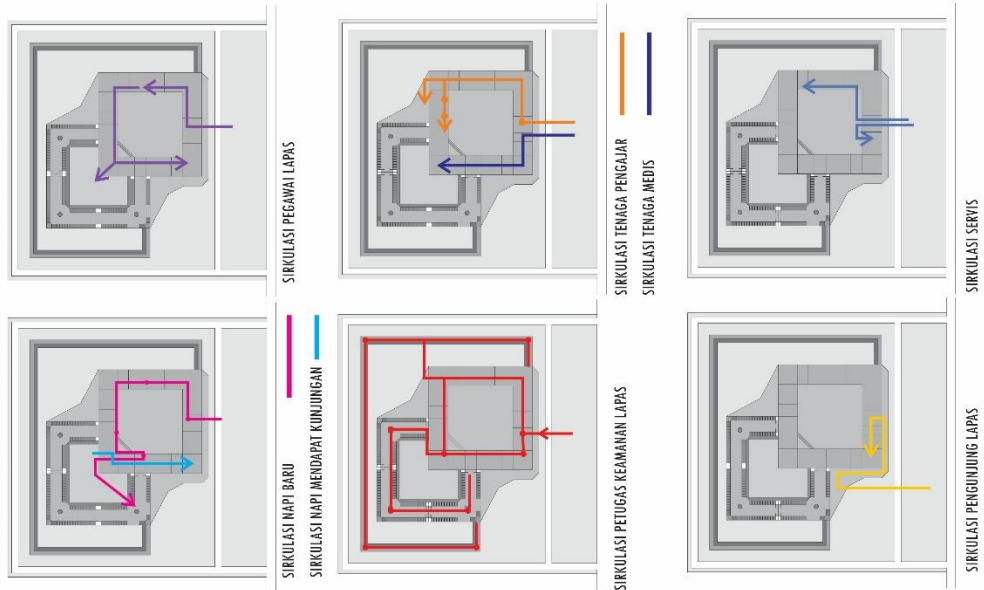 SIRKULASI PEGAWAI LAPAS
SIRKULASI TENAGA PENGAJAR
SIRKULASI TENAGA MEDIS
SIRKULASI SERVIS
SIRKULASI NAPI BARU
SIRKULASI NAPI MENDAPAT KUNJUNGAN
SIRKULASI PETUGAS KEAMANAN LAPAS
SIRKULASI PENGUNJUNG LAPAS